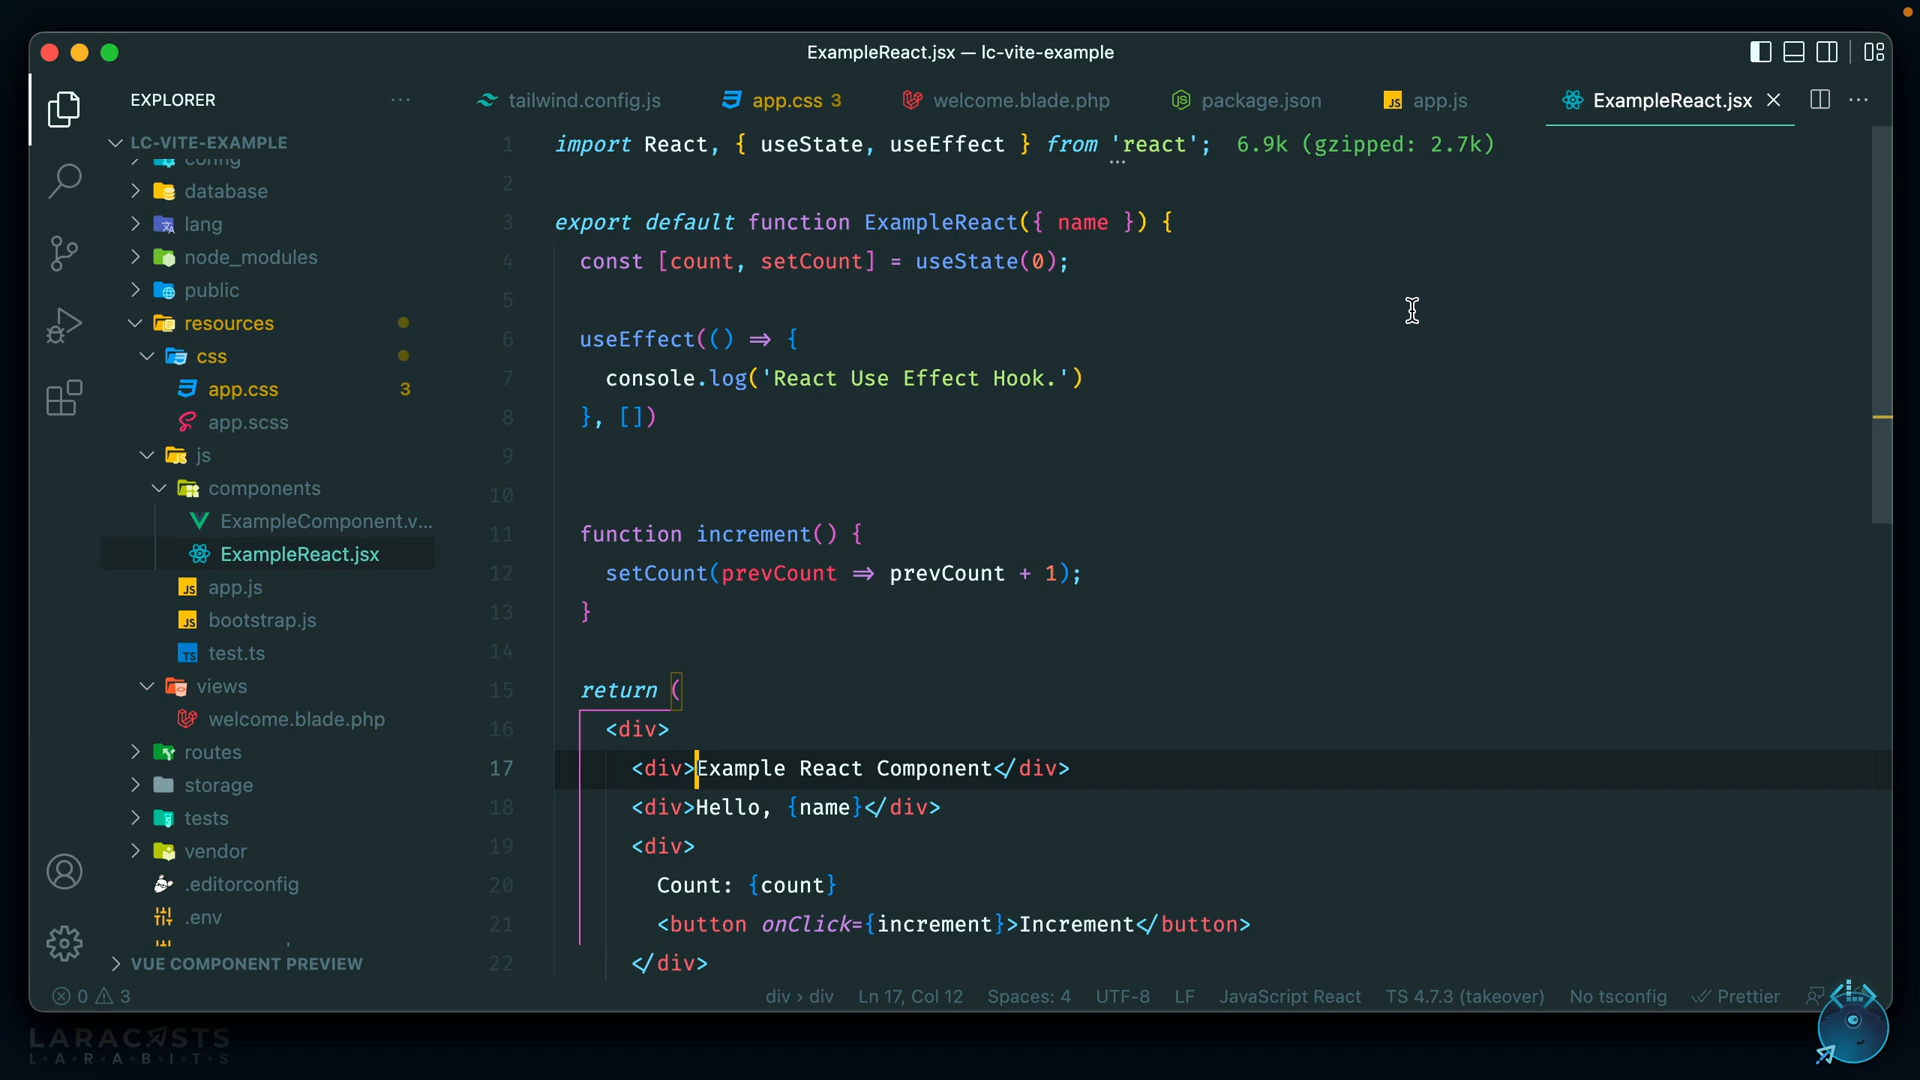 ExampleReact.jsx — lc-vite-example
EXPLORER
tailwind.config.js
app.css 3
welcome.blade.php
package.json
app.js
ExampleReact.jsx
LC-VITE-EXAMPLE
config
database
lang
node_modules
public
resources
css
app.css 3
app.scss
js
components
ExampleComponent.v...
ExampleReact.jsx
app.js
bootstrap.js
test.ts
views
welcome.blade.php
routes
storage
tests
vendor
.editorconfig
.env
VUE COMPONENT PREVIEW
1 import React, { useState, useEffect } from 'react'; 6.9k (gzipped: 2.7k)
2
3 export default function ExampleReact({ name }) {
4 const [count, setCount] = useState(0);
5
6 useEffect(() => {
7 console.log('React Use Effect Hook.')
8 }, [])
9
10
11 function increment() {
12 setCount(prevCount => prevCount + 1);
13 }
14
15 return (
16 <div>
17 <div>Example React Component</div>
18 <div>Hello, {name}</div>
19 <div>
20 Count: {count}
21 <button onClick={increment}>Increment</button>
22 </div>
0 3
div › div
Ln 17, Col 12
Spaces: 4
UTF-8
LF
JavaScript React
TS 4.7.3 (takeover)
No tsconfig
Prettier
LARACASTS
L·A·R·A·B·I·T·S